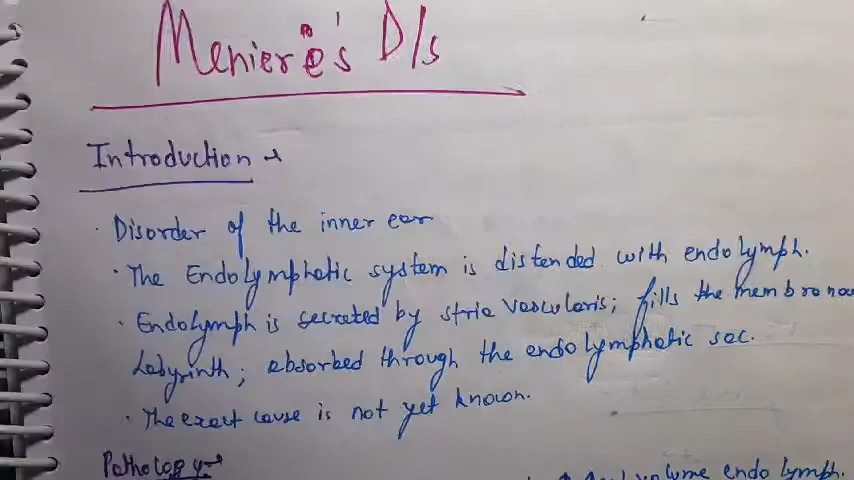 Meniere's D/s
Introduction →
· Disorder of the inner ear
· The Endolymphatic system is distended with endolymph.
· Endolymph is secreted by stria vascularis; fills the membranou
Labyrinth; absorbed through the endolymphatic sac.
· The exact cause is not yet known.
Pathology →
volume endolymph.